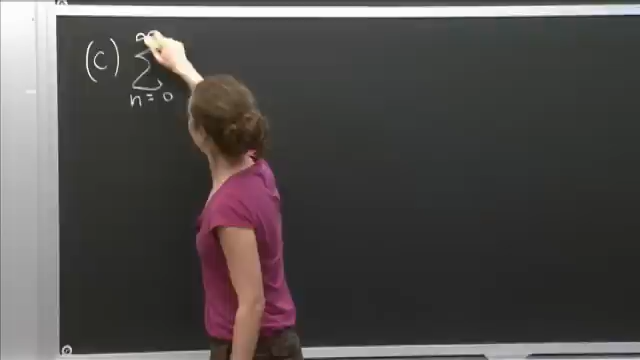 (c) ∞
∑
n = 0